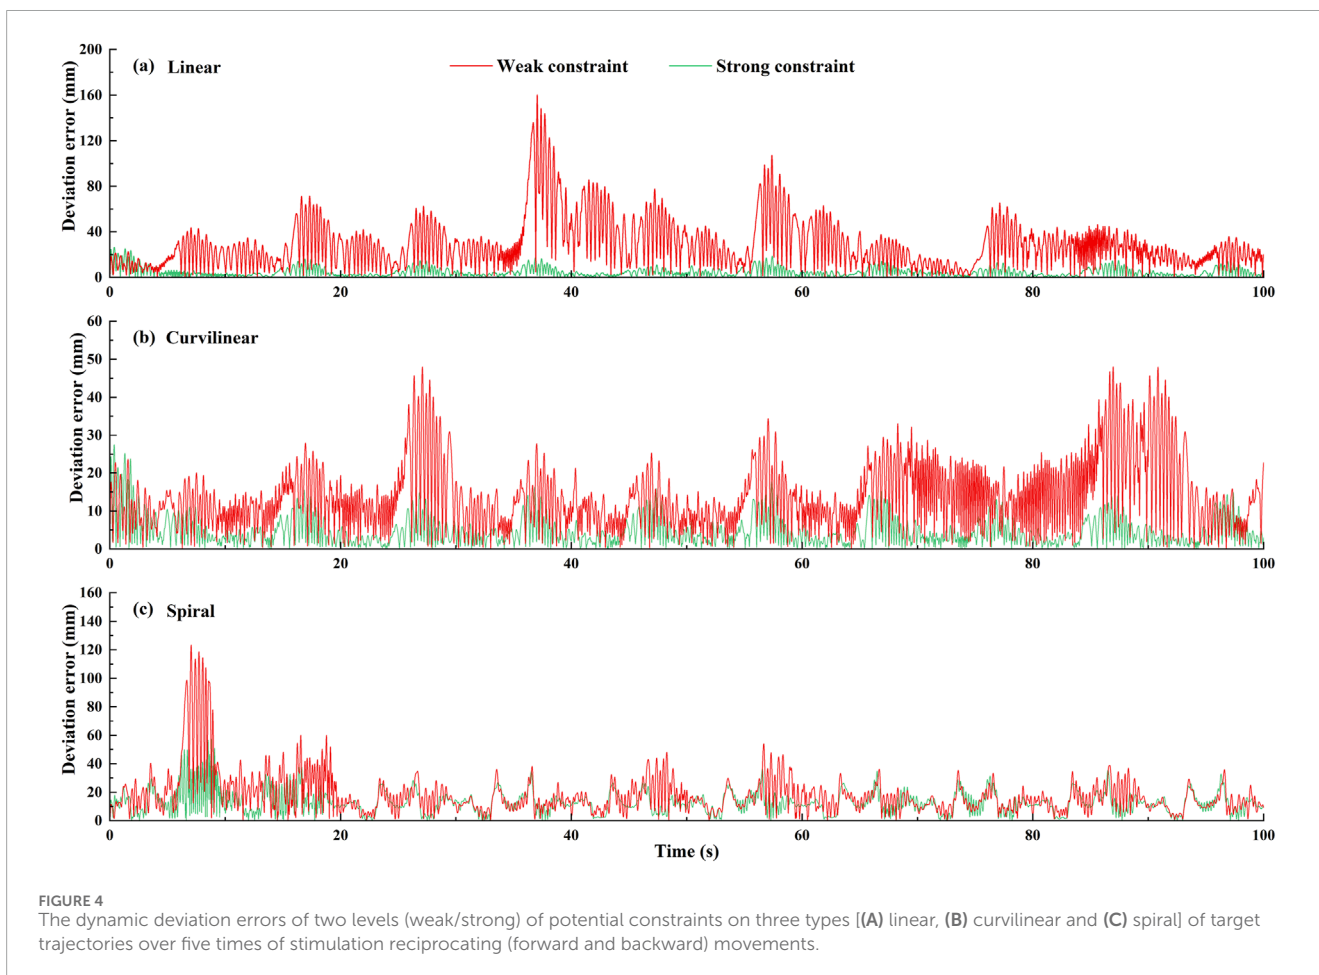 200
160
120
80
40
0
Deviation error (mm)
(a) Linear
Weak constraint
Strong constraint
0 20 40 60 80 100
60
50
40
30
20
10
0
Deviation error (mm)
(b) Curvilinear
0 20 40 60 80 100
160
140
120
100
80
60
40
20
0
Deviation error (mm)
(c) Spiral
0 20 40 60 80 100
Time (s)
FIGURE 4
The dynamic deviation errors of two levels (weak/strong) of potential constraints on three types [(A) linear, (B) curvilinear and (C) spiral] of target
trajectories over five times of stimulation reciprocating (forward and backward) movements.